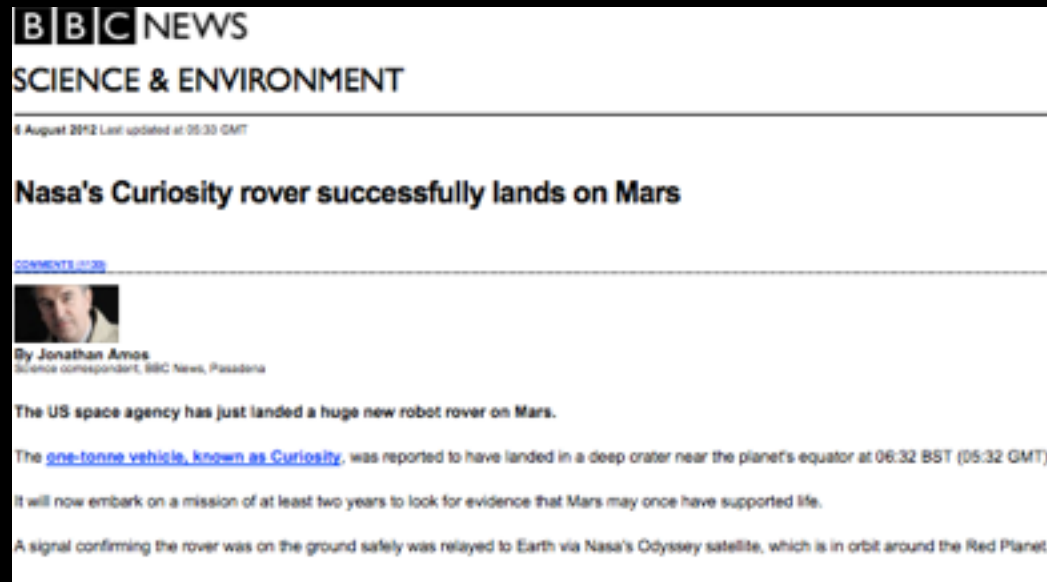 BBC NEWS
SCIENCE & ENVIRONMENT
6 August 2012 Last updated at 05:33 GMT
Nasa's Curiosity rover successfully lands on Mars
COMMENTS
By Jonathan Amos
Science correspondent, BBC News, Pasadena
The US space agency has just landed a huge new robot rover on Mars.
The one-tonne vehicle, known as Curiosity, was reported to have landed in a deep crater near the planet's equator at 06:32 BST (05:32 GMT)
It will now embark on a mission of at least two years to look for evidence that Mars may once have supported life.
A signal confirming the rover was on the ground safely was relayed to Earth via Nasa's Odyssey satellite, which is in orbit around the Red Planet